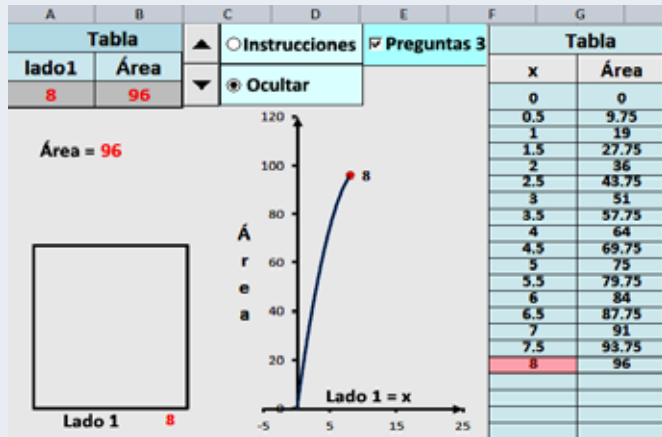 A B C D E F G
Tabla
lado1 Área
8 96
Instrucciones
Preguntas 3
Ocultar
Área = 96
Lado 1 8
120
100
80
60
40
20
0
Área
8
Lado 1 = x
-5 5 15 25
Tabla
x Área
0 0
0.5 9.75
1 19
1.5 27.75
2 36
2.5 43.75
3 51
3.5 57.75
4 64
4.5 69.75
5 75
5.5 79.75
6 84
6.5 87.75
7 91
7.5 93.75
8 96